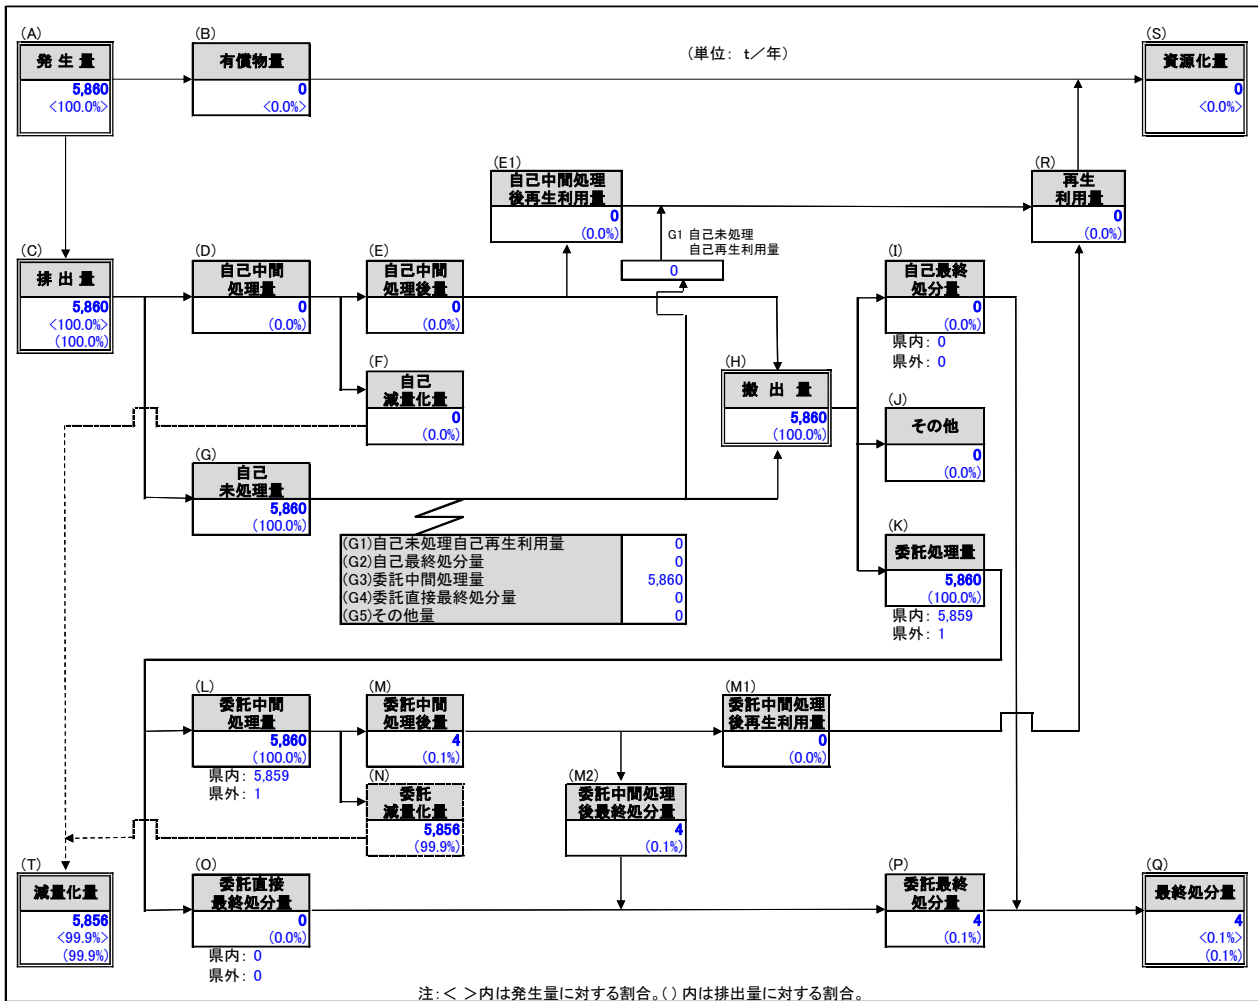 (A)
発 生 量
5,860
<100.0%>
(B)
有償物量
0
<0.0%>
(単位: t/年)
(S)
資源化量
0
<0.0%>
(E1)
自己中間処理
後再生利用量
0
(0.0%)
(R)
再生
利用量
0
(0.0%)
G1 自己未処理
自己再生利用量
0
(C)
排 出 量
5,860
<100.0%>
(100.0%)
(D)
自己中間
処理量
0
(0.0%)
(E)
自己中間
処理後量
0
(0.0%)
(I)
自己最終
処分量
0
(0.0%)
県内: 0
県外: 0
(F)
自己
減量化量
0
(0.0%)
(H)
搬 出 量
5,860
(100.0%)
(J)
その他
0
(0.0%)
(G)
自己
未処理量
5,860
(100.0%)
(G1)自己未処理自己再生利用量 0
(G2)自己最終処分量 0
(G3)委託中間処理量 5,860
(G4)委託直接最終処分量 0
(G5)その他量 0
(K)
委託処理量
5,860
(100.0%)
県内: 5,859
県外: 1
(L)
委託中間
処理量
5,860
(100.0%)
県内: 5,859
県外: 1
(M)
委託中間
処理後量
4
(0.1%)
(M1)
委託中間処理
後再生利用量
0
(0.0%)
(N)
委託
減量化量
5,856
(99.9%)
(M2)
委託中間処理
後最終処分量
4
(0.1%)
(T)
減量化量
5,856
<99.9%>
(99.9%)
(O)
委託直接
最終処分量
0
(0.0%)
県内: 0
県外: 0
(P)
委託最終
処分量
4
(0.1%)
(Q)
最終処分量
4
<0.1%>
(0.1%)
注:< >内は発生量に対する割合。( ) 内は排出量に対する割合。